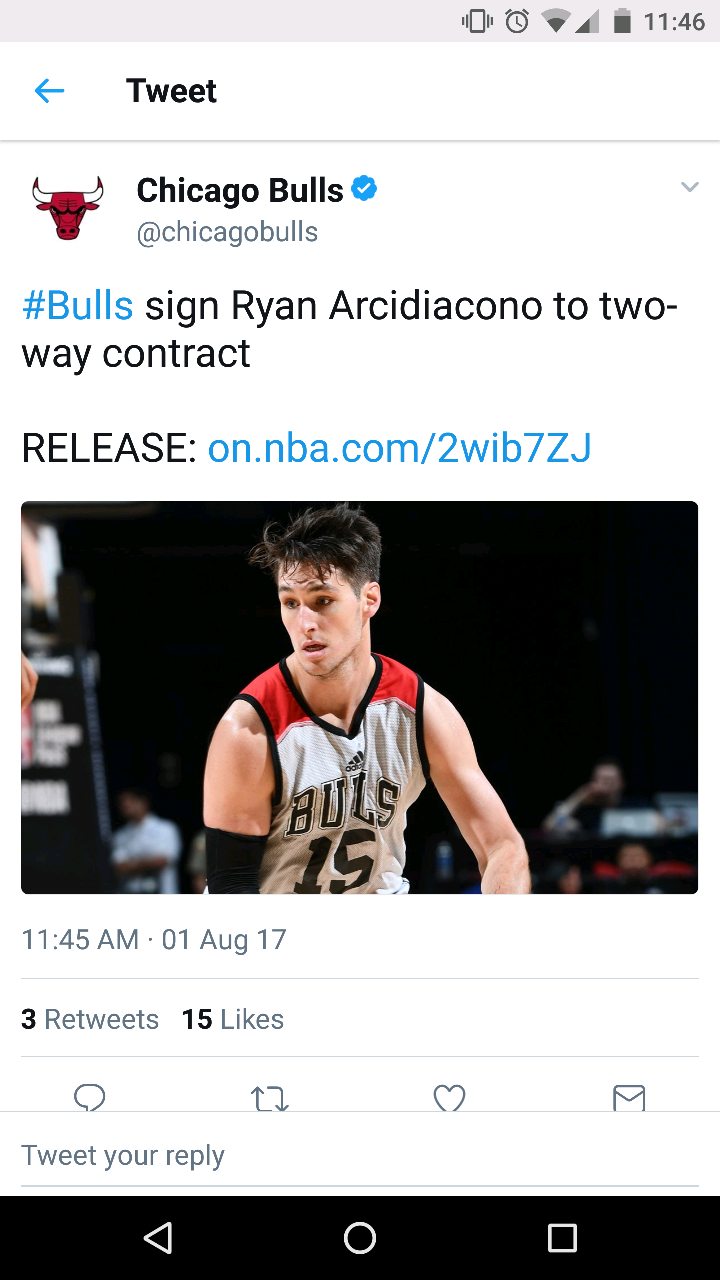 11:46
Tweet
Chicago Bulls
@chicagobulls
#Bulls sign Ryan Arcidiacono to two-
way contract
RELEASE: on.nba.com/2wib7ZJ
adidas
BULLS
15
11:45 AM · 01 Aug 17
3 Retweets 15 Likes
Tweet your reply